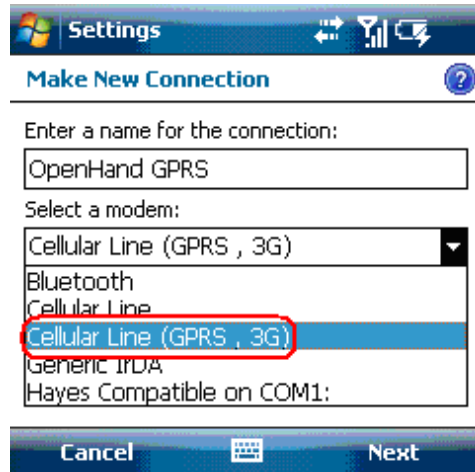 Settings
Make New Connection
?
Enter a name for the connection:
OpenHand GPRS
Select a modem:
Cellular Line (GPRS , 3G)
Bluetooth
Cellular Line
Cellular Line (GPRS , 3G)
Generic IrDA
Hayes Compatible on COM1:
Cancel
Next